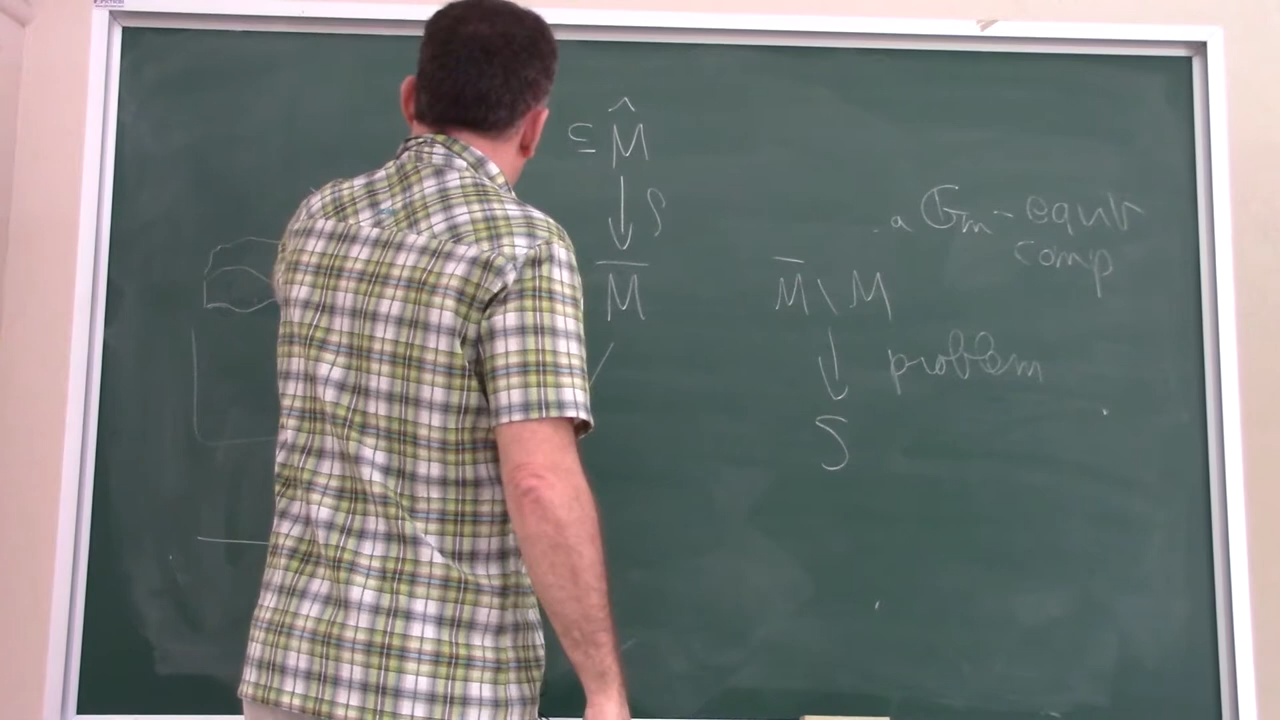 ⊆ M̂
↓ ρ
M̅
a 𝔾m - equiv
comp
M̅ \ M
↓ problem
S